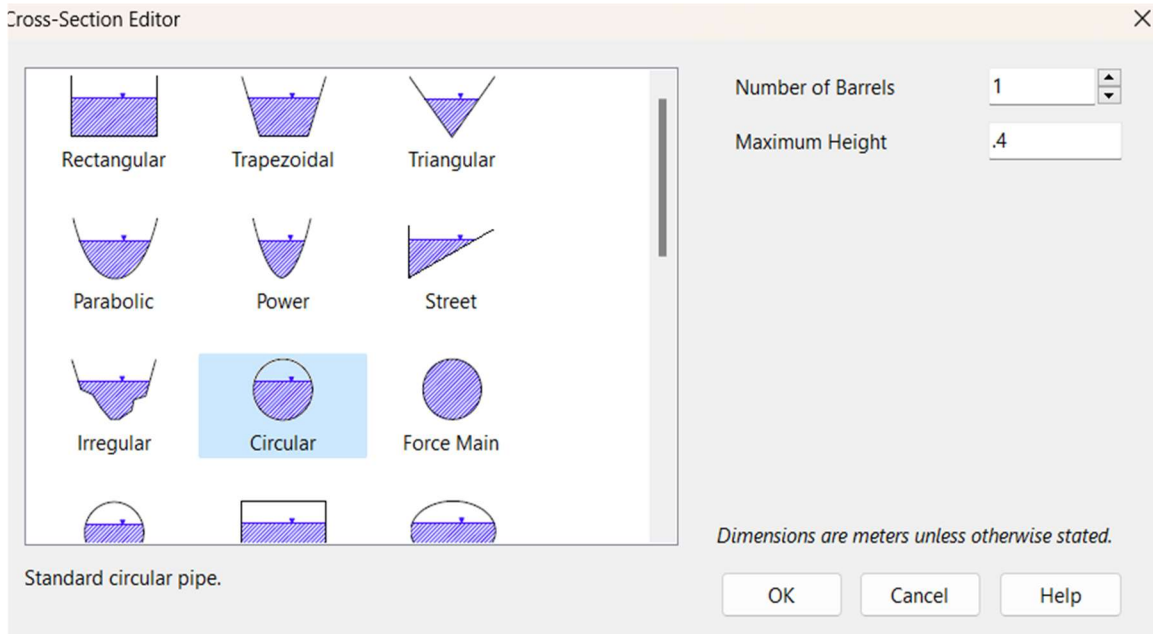 Cross-Section Editor
Number of Barrels 1
Maximum Height .4
Rectangular Trapezoidal Triangular
Parabolic Power Street
Irregular Circular Force Main
Dimensions are meters unless otherwise stated.
Standard circular pipe.
OK Cancel Help